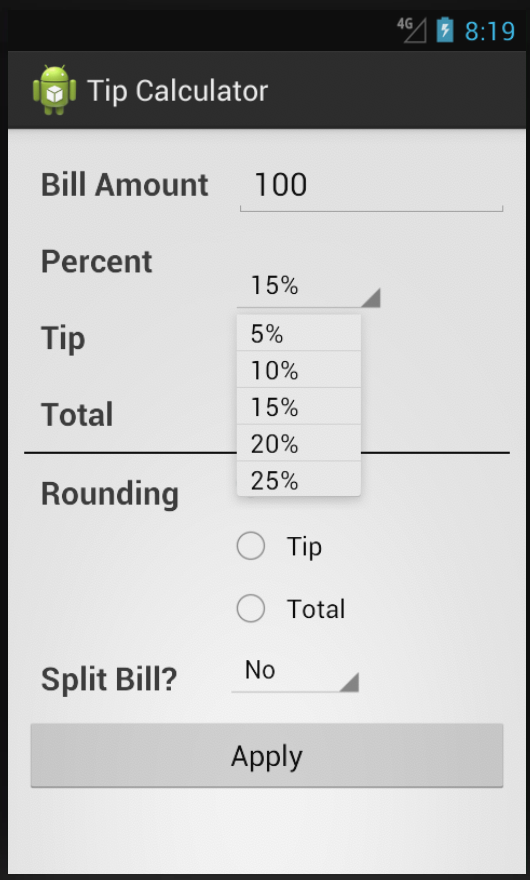 4G 8:19
Tip Calculator
Bill Amount 100
Percent
15%
Tip
5%
10%
15%
20%
25%
Total
Rounding
Tip
Total
Split Bill? No
Apply